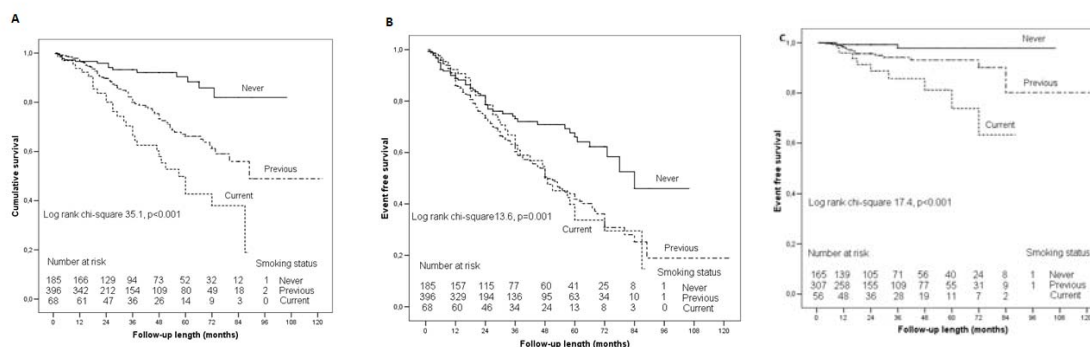 A
1,0
Never
0,8
0,6
Previous
0,4
Current
Log rank chi-square 35.1, p<0.001
0,2
Number at risk
Smoking status
185 166 129 94 73 52 32 12 1 Never
396 342 212 154 109 80 49 18 2 Previous
0,0
68 61 47 36 26 14 9 3 0 Current
0 12 24 36 48 60 72 84 96 108 120
Follow-up length (months)
Cumulative survival
B
1,0
0,8
0,6
Never
0,4
Log rank chi-square13.6, p=0.001
Current
Previous
0,2
Number at risk
Smoking status
185 157 115 77 60 41 25 8 1 Never
396 329 194 136 95 63 34 10 1 Previous
0,0
68 60 46 34 24 13 8 3 0 Current
0 12 24 36 48 60 72 84 96 108 120
Follow-up length (months)
Event free survival
C
1,0
Never
Previous
0,8
Current
0,6
0,4
Log rank chi-square 17.4, p<0.001
0,2
Number at risk
Smoking status
165 139 105 71 56 40 24 8 1 Never
307 258 155 109 77 55 31 9 1 Previous
0,0
56 48 36 28 19 11 7 2 Current
0 12 24 36 48 60 72 84 96 108
Follow-up length (months)
Event free survival